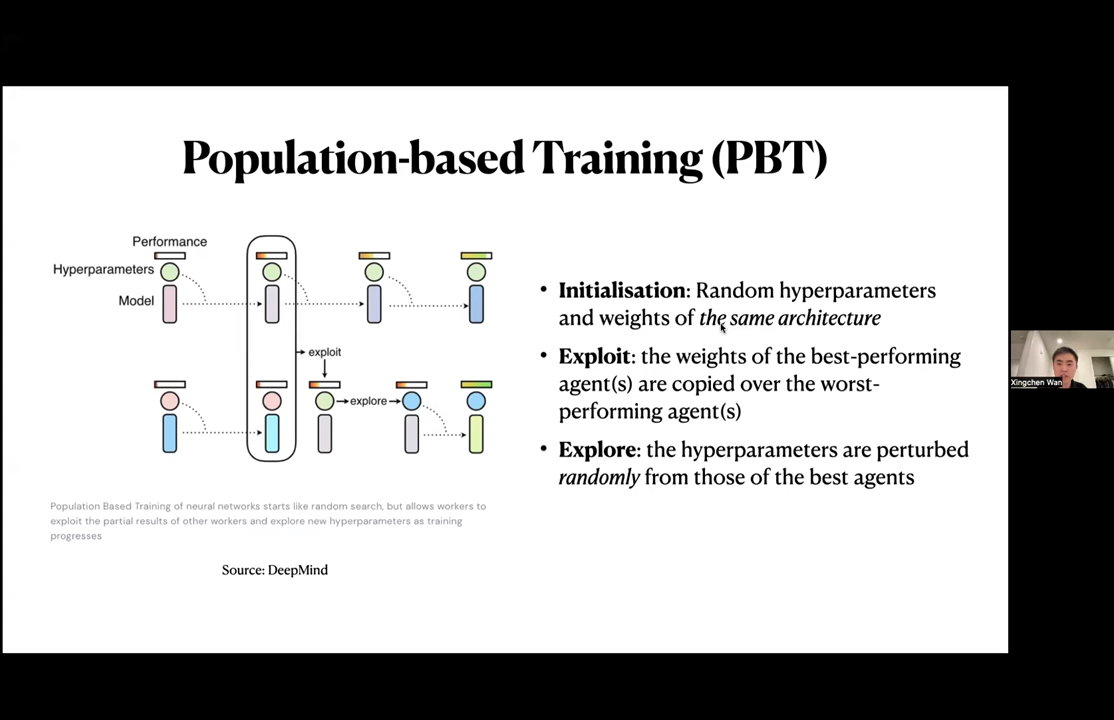 Population-based Training (PBT)
Performance
Hyperparameters
Model
exploit
explore
Population Based Training of neural networks starts like random search, but allows workers to
exploit the partial results of other workers and explore new hyperparameters as training
progresses
Source: DeepMind
• Initialisation: Random hyperparameters
and weights of the same architecture
• Exploit: the weights of the best-performing
agent(s) are copied over the worst-
performing agent(s)
• Explore: the hyperparameters are perturbed
randomly from those of the best agents
Xingchen Wan